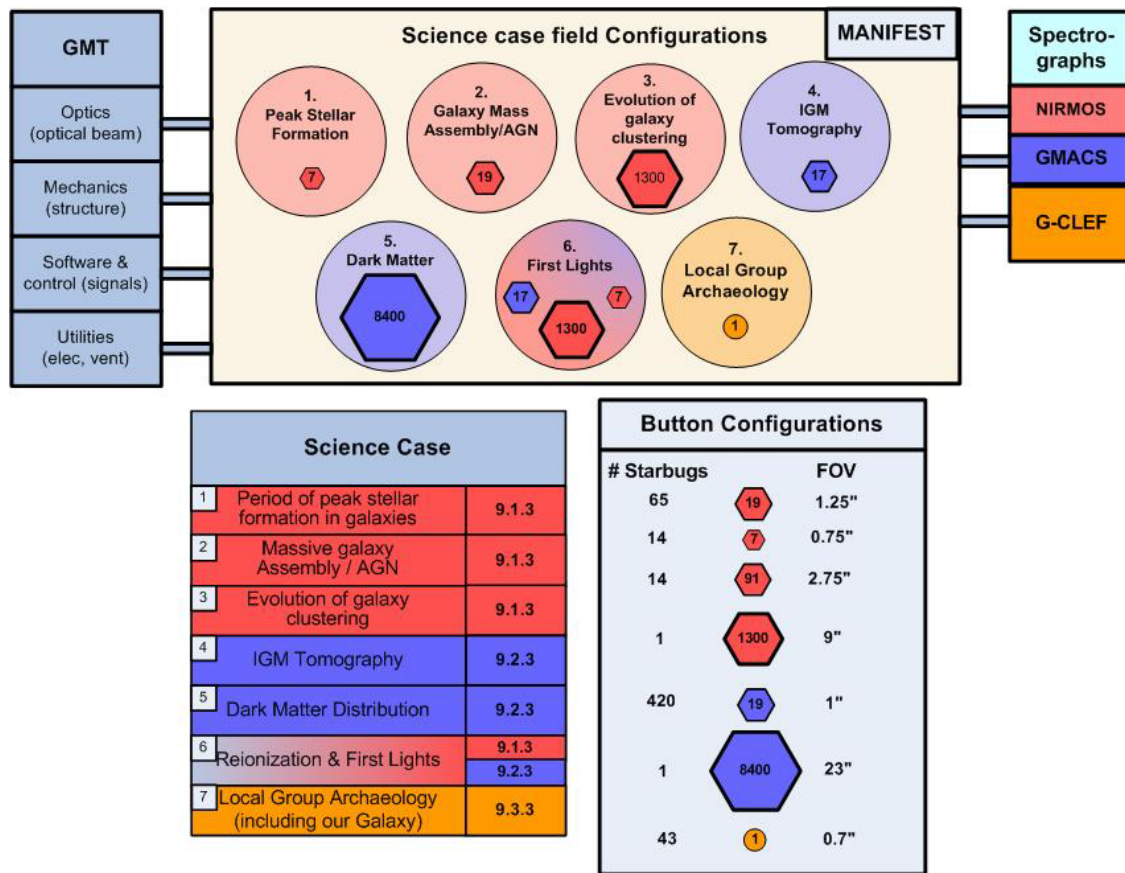 GMT
Optics
(optical beam)
Mechanics
(structure)
Software &
control (signals)
Utilities
(elec, vent)
Science case field Configurations
MANIFEST
1.
Peak Stellar
Formation
7
2.
Galaxy Mass
Assembly/AGN
19
3.
Evolution of
galaxy
clustering
1300
4.
IGM
Tomography
17
5.
Dark Matter
8400
6.
First Lights
17
7
1300
7.
Local Group
Archaeology
1
Spectro-
graphs
NIRMOS
GMACS
G-CLEF
Science Case
1
Period of peak stellar
formation in galaxies
9.1.3
2
Massive galaxy
Assembly / AGN
9.1.3
3
Evolution of galaxy
clustering
9.1.3
4
IGM Tomography
9.2.3
5
Dark Matter Distribution
9.2.3
6
Reionization & First Lights
9.1.3
9.2.3
7
Local Group Archaeology
(including our Galaxy)
9.3.3
Button Configurations
# Starbugs FOV
65 19 1.25"
14 7 0.75"
14 91 2.75"
1 1300 9"
420 19 1"
1 8400 23"
43 1 0.7"